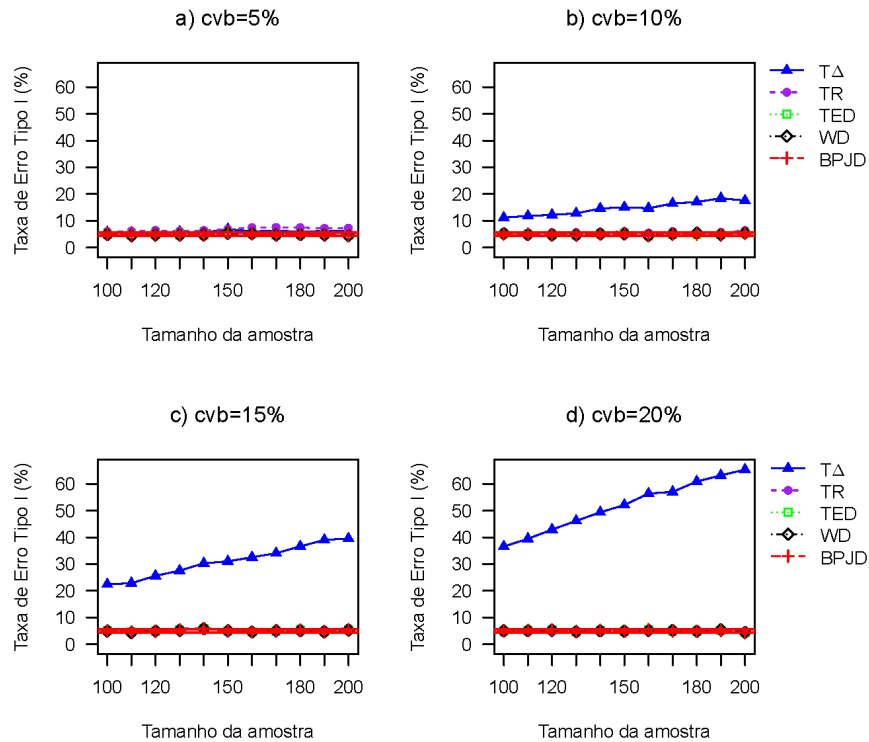 a) cvb=5%
Taxa de Erro Tipo I (%)
60
50
40
30
20
10
0
100
120
150
180
200
Tamanho da amostra
b) cvb=10%
Taxa de Erro Tipo I (%)
60
50
40
30
20
10
0
100
120
150
180
200
Tamanho da amostra
TΔ
TR
TED
WD
BPJD
c) cvb=15%
Taxa de Erro Tipo I (%)
60
50
40
30
20
10
0
100
120
150
180
200
Tamanho da amostra
d) cvb=20%
Taxa de Erro Tipo I (%)
60
50
40
30
20
10
0
100
120
150
180
200
Tamanho da amostra
TΔ
TR
TED
WD
BPJD